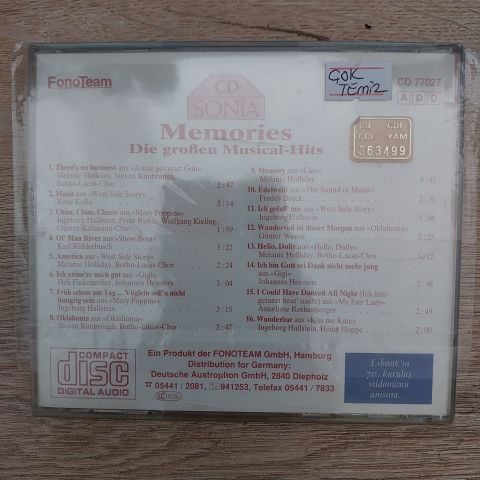 FonoTeam
CD
SONIA
ÇOK
TEMİZ
CD 77027
A D D
Memories
Die großen Musical-Hits
363499
1. There's no business aus »Annie get your Gun«
Melanie Holliday, Steven Kimbrough,
Botho-Lucas-Chor 2:47
2. Maria aus »West Side Story«
René Kollo 3:14
3. Chim, Chim, Cherie aus »Mary Poppins«
Ingeborg Hallstein, Peter Rubin, Wolfgang Kieling,
Günter-Kallmann-Chor 1:59
4. Ol' Man River aus »Show Boat«
Karl Ridderbusch 3:22
5. America aus »West Side Story«
Melanie Holliday, Botho-Lucas-Chor 2:24
6. Ich erinn're mich gut aus »Gigi«
Heli Finkenzeller, Johannes Heesters 3:04
7. Früh schon am Tag ... Vöglein soll's nicht
hungrig sein aus »Mary Poppins«
Ingeborg Hallstein 3:15
8. Oklahoma aus »Oklahoma«
Steven Kimbrough, Botho-Lucas-Chor 2:47
9. Memory aus »Cats«
Melanie Holliday 4:45
10. Edelweiß aus »The Sound of Music«
Freddy Breck 2:31
11. Ich gefall' mir aus »West Side Story«
Ingeborg Hallstein 1:06
12. Wundervoll ist dieser Morgen aus »Oklahoma«
Günter Wewel 3:25
13. Hello, Dolly aus »Hello, Dolly«
Melanie Holliday, Botho-Lucas-Chor 3:12
14. Ich bin Gott sei Dank nicht mehr jung
aus »Gigi«
Johannes Heesters 2:48
15. I Could Have Danced All Night (Ich hätt'
getanzt heut' nacht) aus »My Fair Lady«
Anneliese Rothenberger 2:49
16. Wunderbar aus »Kiss me Kate«
Ingeborg Hallstein, Heinz Hoppe 2:00
COMPACT
disc
DIGITAL AUDIO
Ein Produkt der FONOTEAM GmbH, Hamburg
Distribution for Germany:
Deutsche Austrophon GmbH, 2840 Diepholz
☎ 05441 / 2081, 941253, Telefax 05441 / 7833
Esbank'ın
70. kuruluş
yıldönümü
anısına...